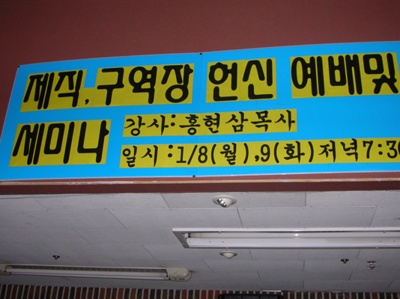 제직, 구역장 헌신 예배및
세미나 강사:홍현삼목사
일시:1/8(월),9(화)저녁7:30